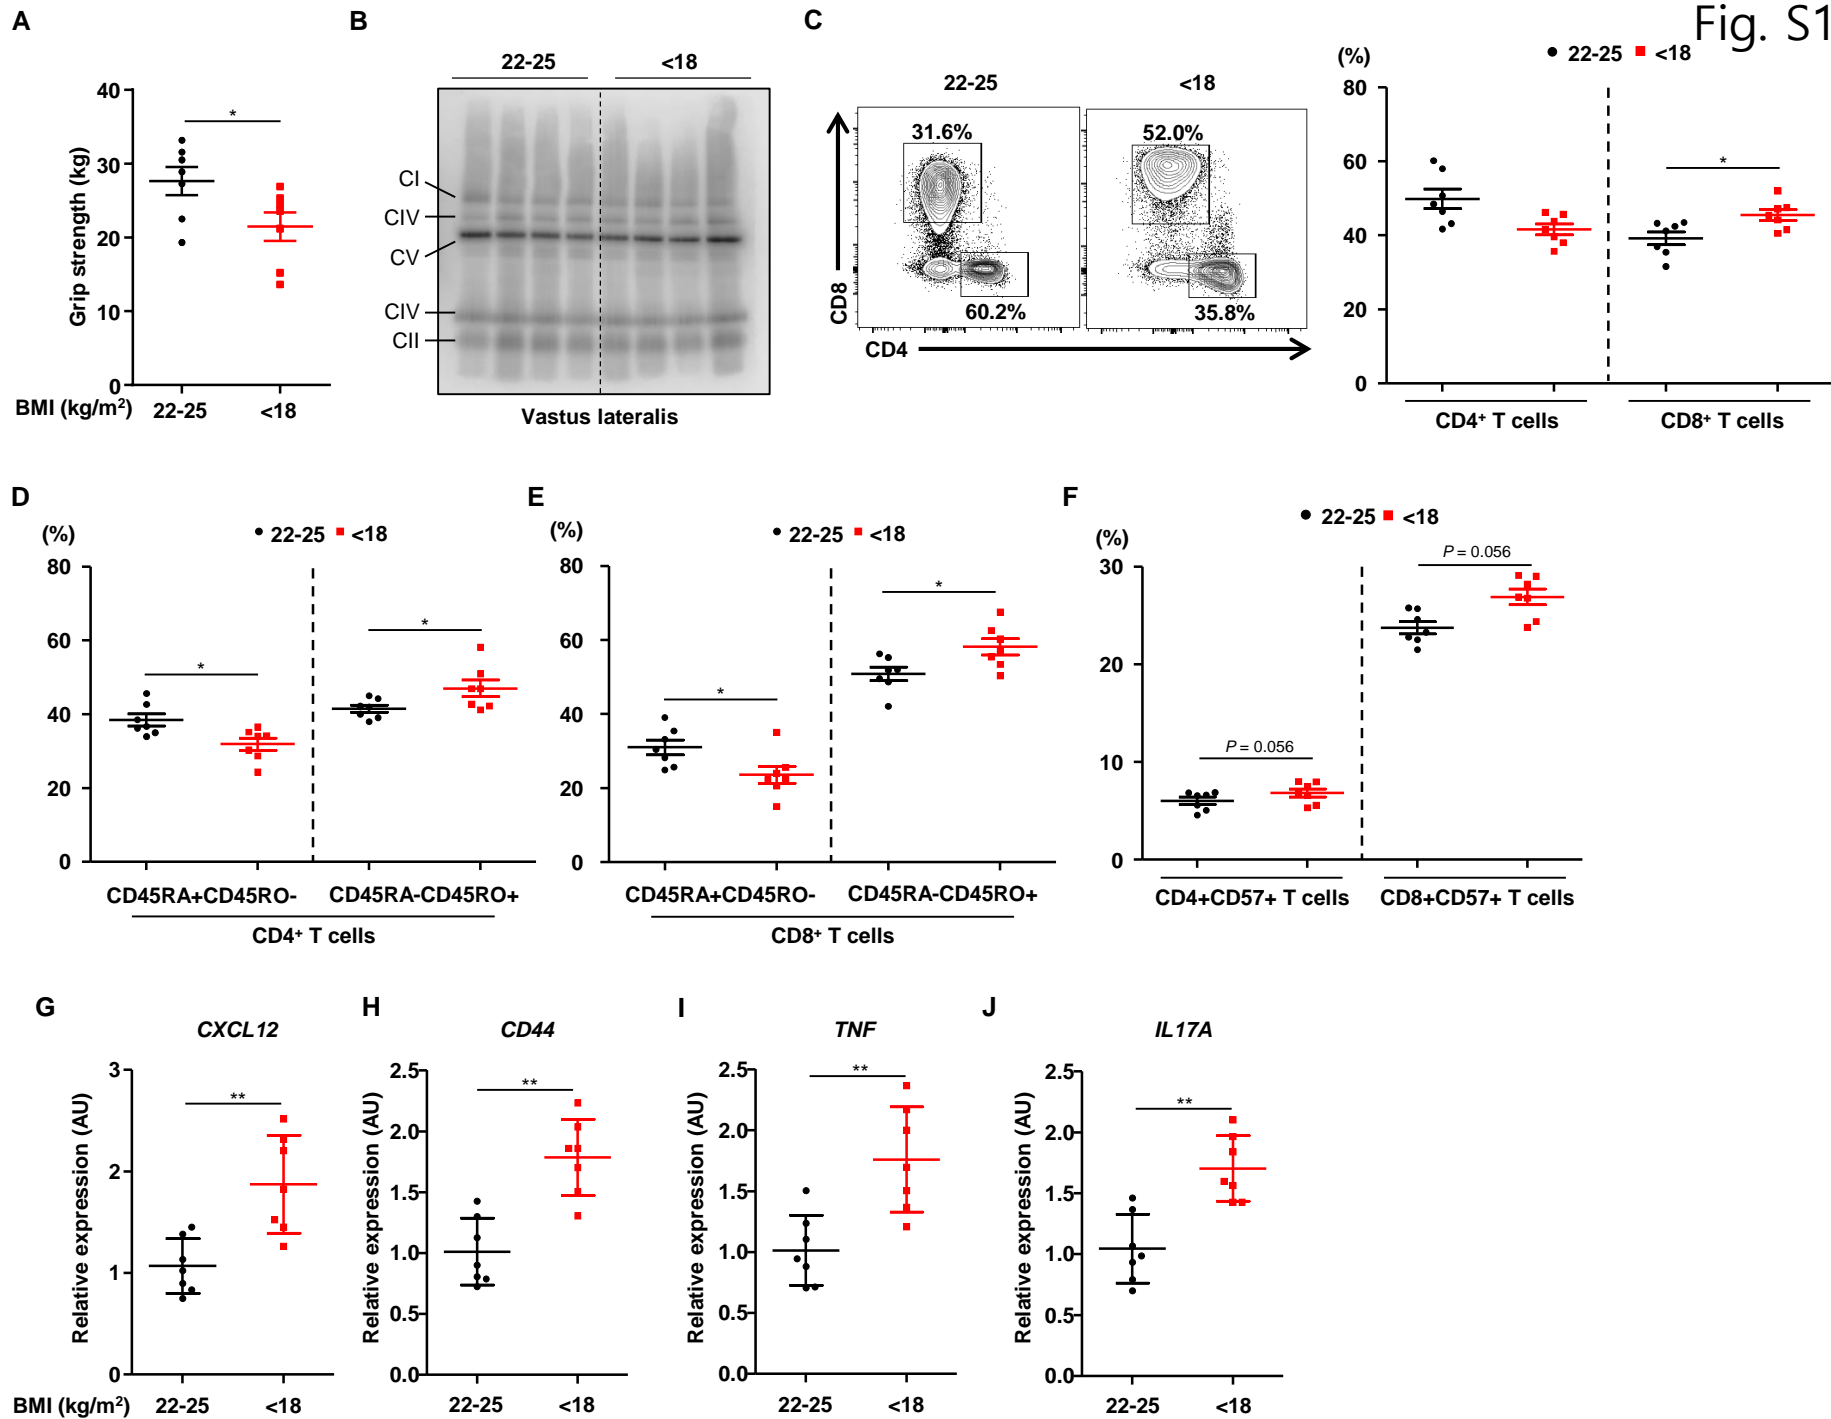 Fig. S1
A
40
30
20
10
0
Grip strength (kg)
*
BMI (kg/m²)
22-25
<18
B
22-25
<18
CI
CIV
CV
CIV
CII
Vastus lateralis
C
22-25
<18
31.6%
60.2%
52.0%
35.8%
CD8
CD4
(%)
22-25
<18
80
60
40
20
0
*
CD4⁺ T cells
CD8⁺ T cells
D
(%)
22-25
<18
80
60
40
20
0
*
*
CD45RA+CD45RO-
CD45RA-CD45RO+
CD4⁺ T cells
E
(%)
22-25
<18
80
60
40
20
0
*
*
CD45RA+CD45RO-
CD45RA-CD45RO+
CD8⁺ T cells
F
(%)
22-25
<18
30
20
10
0
P = 0.056
P = 0.056
CD4+CD57+ T cells
CD8+CD57+ T cells
G
CXCL12
3
2
1
0
Relative expression (AU)
**
BMI (kg/m²)
22-25
<18
H
CD44
2.5
2.0
1.5
1.0
0.5
0.0
Relative expression (AU)
**
22-25
<18
I
TNF
2.5
2.0
1.5
1.0
0.5
0.0
Relative expression (AU)
**
22-25
<18
J
IL17A
2.5
2.0
1.5
1.0
0.5
0.0
Relative expression (AU)
**
22-25
<18